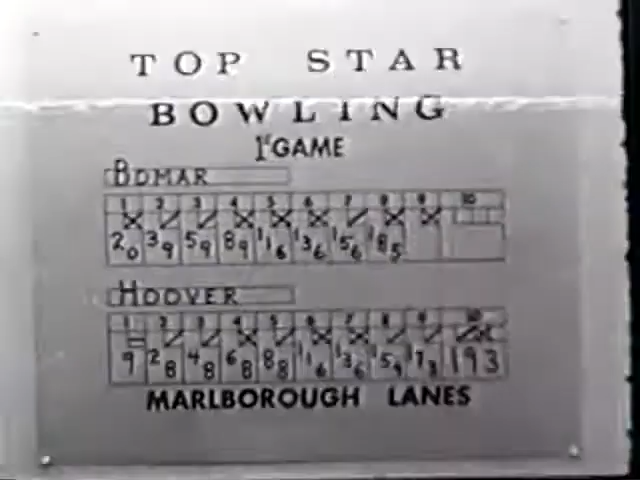 TOP STAR
BOWLING
1st GAME
BOMAR
1 2 3 4 5 6 7 8 9 10
X / / X X X / X X
20 39 59 89 116 136 156 185
HOOVER
1 2 3 4 5 6 7 8 9 10
- / / X / X X / / /X
9 28 48 68 88 116 136 159 173 193
MARLBOROUGH LANES